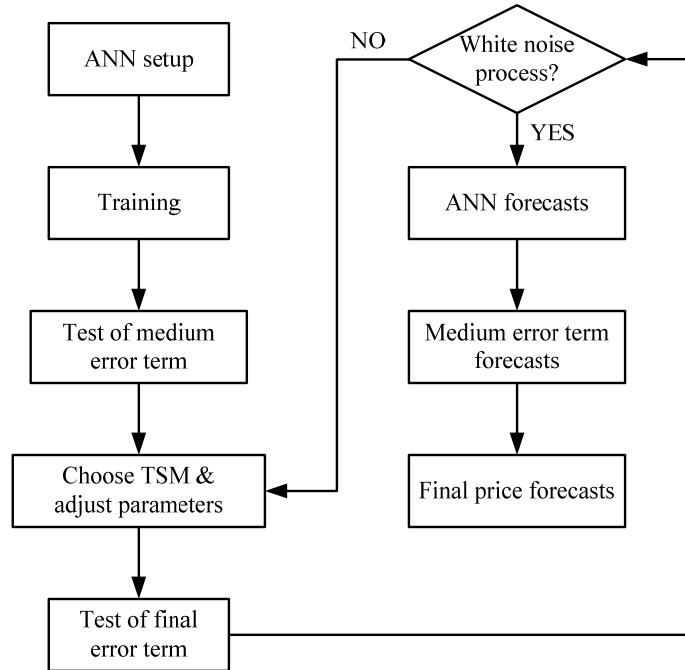 ANN setup
Training
Test of medium
error term
Choose TSM &
adjust parameters
Test of final
error term
NO
White noise
process?
YES
ANN forecasts
Medium error term
forecasts
Final price forecasts